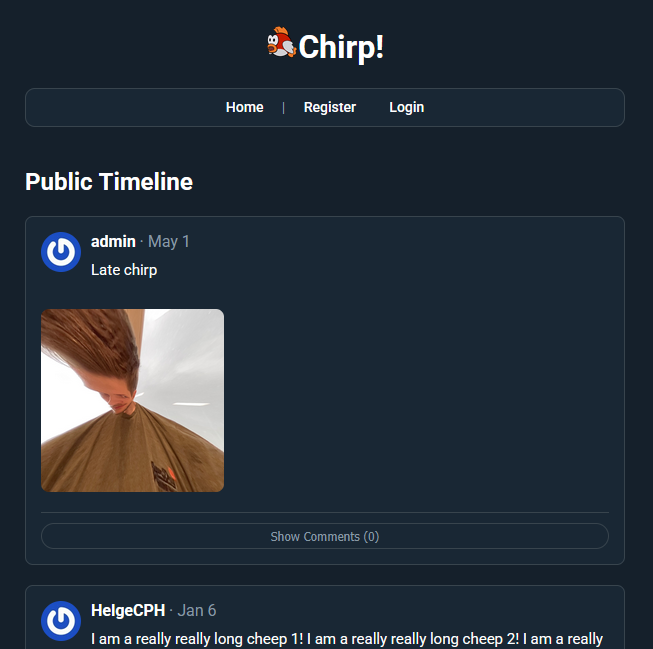 Chirp!
Home | Register Login
Public Timeline
admin · May 1
Late chirp
Show Comments (0)
HelgeCPH · Jan 6
I am a really really long cheep 1! I am a really really long cheep 2! I am a really